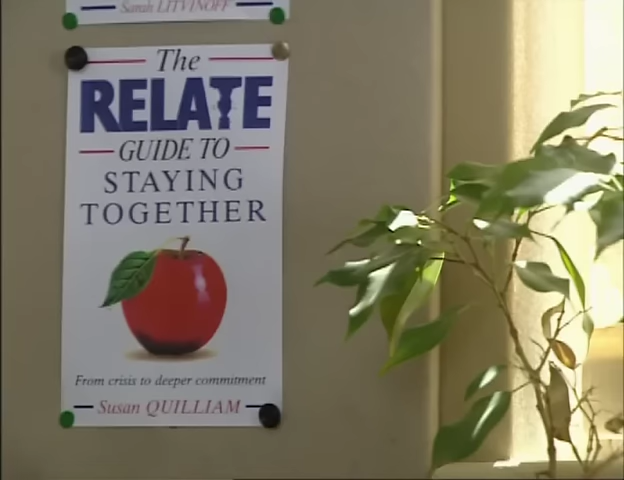 Sarah LITVINOFF
The
RELATE
GUIDE TO
STAYING
TOGETHER
From crisis to deeper commitment
Susan QUILLIAM